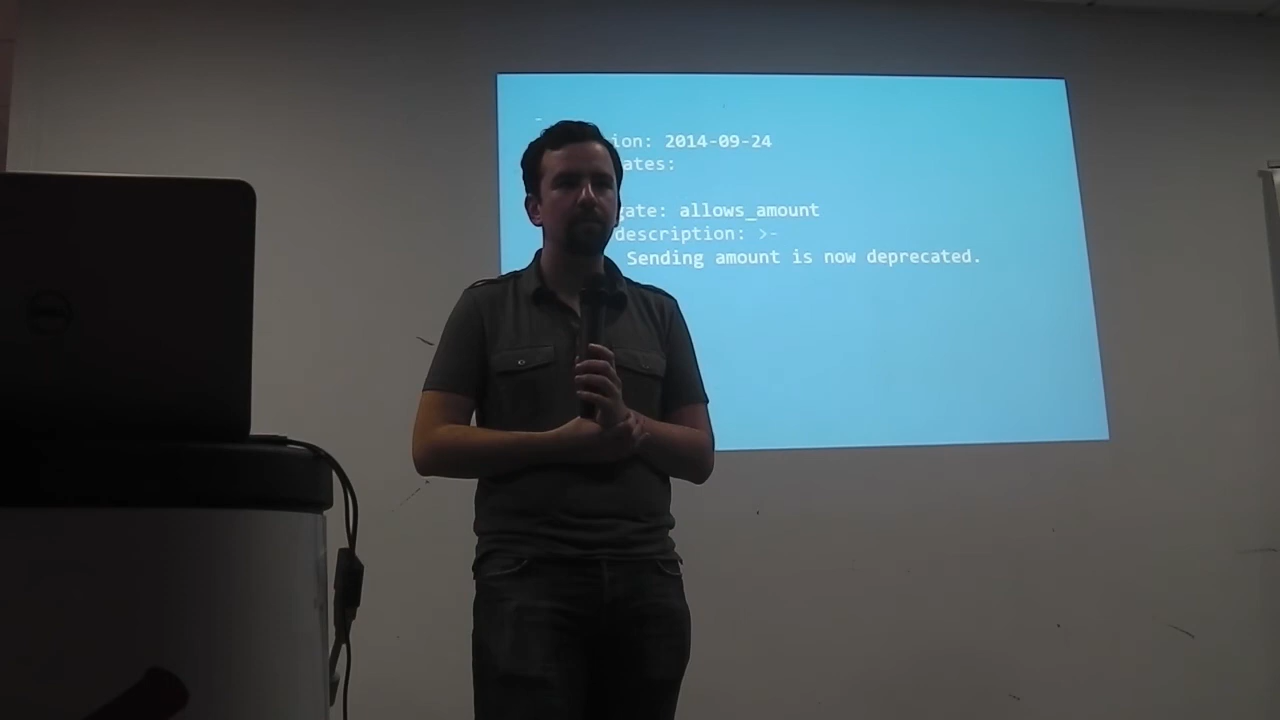 -
ion: 2014-09-24
ates:
gate: allows_amount
description: >-
Sending amount is now deprecated.